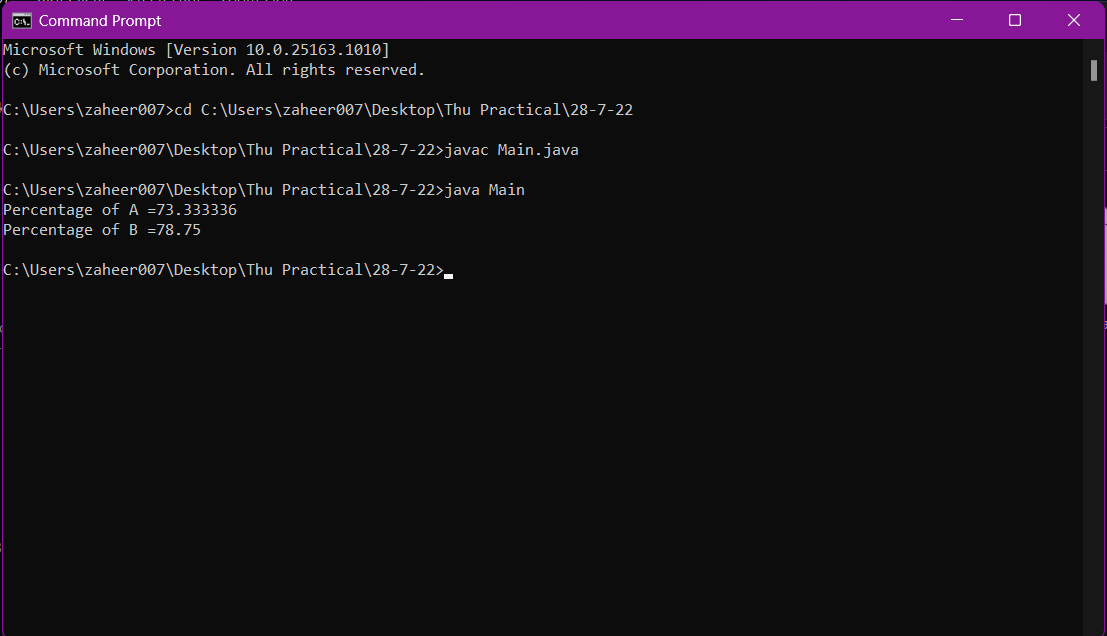 Command Prompt
Microsoft Windows [Version 10.0.25163.1010]
(c) Microsoft Corporation. All rights reserved.
C:\Users\zaheer007>cd C:\Users\zaheer007\Desktop\Thu Practical\28-7-22
C:\Users\zaheer007\Desktop\Thu Practical\28-7-22>javac Main.java
C:\Users\zaheer007\Desktop\Thu Practical\28-7-22>java Main
Percentage of A =73.333336
Percentage of B =78.75
C:\Users\zaheer007\Desktop\Thu Practical\28-7-22>